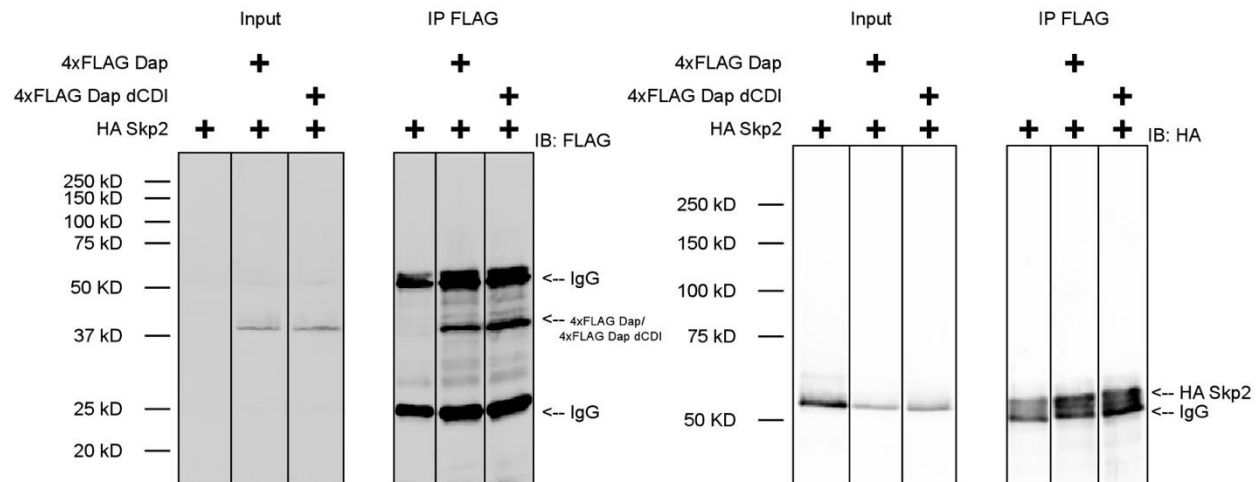 Input IP FLAG Input IP FLAG
4xFLAG Dap + + 4xFLAG Dap + +
4xFLAG Dap dCDI + + 4xFLAG Dap dCDI + +
HA Skp2 + + + + + + IB: FLAG HA Skp2 + + + + + + IB: HA
250 kD
150 kD
100 kD
75 kD
50 KD
37 kD
25 kD
20 kD
<-- IgG
<-- 4xFLAG Dap/
4xFLAG Dap dCDI
<-- IgG
250 kD
150 kD
100 kD
75 kD
50 KD
<-- HA Skp2
<-- IgG